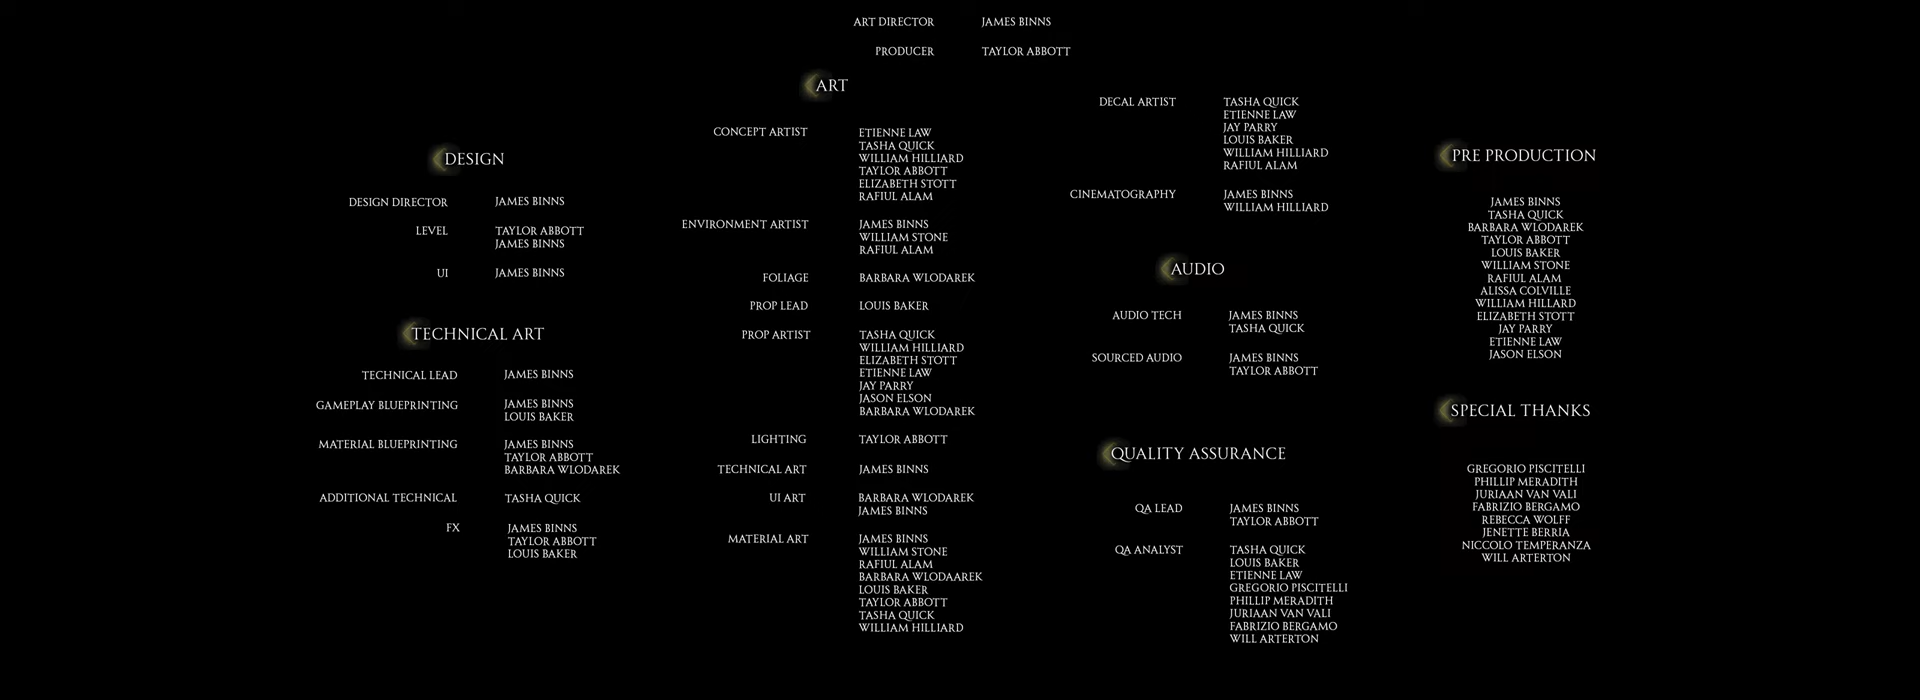 ART DIRECTOR JAMES BINNS
PRODUCER TAYLOR ABBOTT
DESIGN
DESIGN DIRECTOR JAMES BINNS
LEVEL TAYLOR ABBOTT
JAMES BINNS
UI JAMES BINNS
TECHNICAL ART
TECHNICAL LEAD JAMES BINNS
GAMEPLAY BLUEPRINTING JAMES BINNS
LOUIS BAKER
MATERIAL BLUEPRINTING JAMES BINNS
TAYLOR ABBOTT
BARBARA WLODAREK
ADDITIONAL TECHNICAL TASHA QUICK
FX JAMES BINNS
TAYLOR ABBOTT
LOUIS BAKER
ART
CONCEPT ARTIST ETIENNE LAW
TASHA QUICK
WILLIAM HILLIARD
TAYLOR ABBOTT
ELIZABETH STOTT
RAFIUL ALAM
ENVIRONMENT ARTIST JAMES BINNS
WILLIAM STONE
RAFIUL ALAM
FOLIAGE BARBARA WLODAREK
PROP LEAD LOUIS BAKER
PROP ARTIST TASHA QUICK
WILLIAM HILLIARD
ELIZABETH STOTT
ETIENNE LAW
JAY PARRY
JASON ELSON
BARBARA WLODAREK
LIGHTING TAYLOR ABBOTT
TECHNICAL ART JAMES BINNS
UI ART BARBARA WLODAREK
JAMES BINNS
MATERIAL ART JAMES BINNS
WILLIAM STONE
RAFIUL ALAM
BARBARA WLODAAREK
LOUIS BAKER
TAYLOR ABBOTT
TASHA QUICK
WILLIAM HILLIARD
DECAL ARTIST TASHA QUICK
ETIENNE LAW
JAY PARRY
LOUIS BAKER
WILLIAM HILLIARD
RAFIUL ALAM
CINEMATOGRAPHY JAMES BINNS
WILLIAM HILLIARD
AUDIO
AUDIO TECH JAMES BINNS
TASHA QUICK
SOURCED AUDIO JAMES BINNS
TAYLOR ABBOTT
QUALITY ASSURANCE
QA LEAD JAMES BINNS
TAYLOR ABBOTT
QA ANALYST TASHA QUICK
LOUIS BAKER
ETIENNE LAW
GREGORIO PISCITELLI
PHILLIP MERADITH
JURIAAN VAN VALI
FABRIZIO BERGAMO
WILL ARTERTON
PRE PRODUCTION
JAMES BINNS
TASHA QUICK
BARBARA WLODAREK
TAYLOR ABBOTT
LOUIS BAKER
WILLIAM STONE
RAFIUL ALAM
ALISSA COLVILLE
WILLIAM HILLARD
ELIZABETH STOTT
JAY PARRY
ETIENNE LAW
JASON ELSON
SPECIAL THANKS
GREGORIO PISCITELLI
PHILLIP MERADITH
JURIAAN VAN VALI
FABRIZIO BERGAMO
REBECCA WOLFF
JENETTE BERRIA
NICCOLO TEMPERANZA
WILL ARTERTON